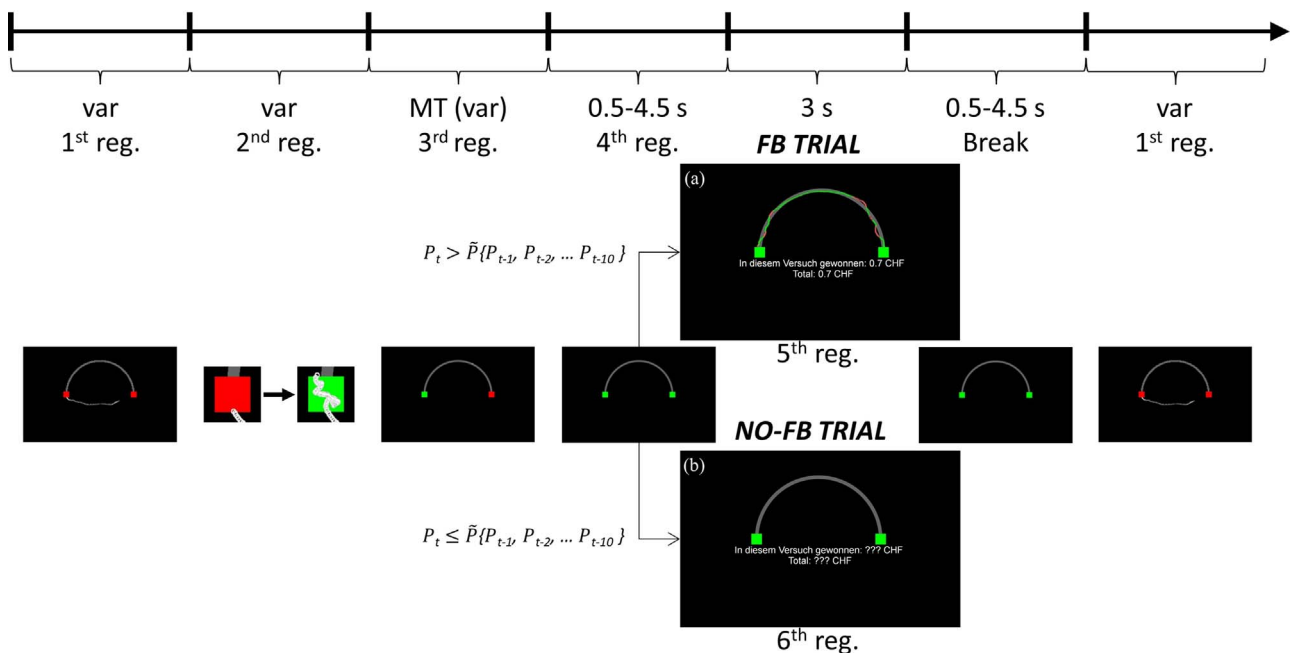 var var MT (var) 0.5-4.5 s 3 s 0.5-4.5 s var
1st reg. 2nd reg. 3rd reg. 4th reg. FB TRIAL Break 1st reg.
(a)
In diesem Versuch gewonnen: 0.7 CHF
Total: 0.7 CHF
Pt > P̃{Pt-1, Pt-2, ... Pt-10}
5th reg.
NO-FB TRIAL
(b)
In diesem Versuch gewonnen: ??? CHF
Total: ??? CHF
Pt ≤ P̃{Pt-1, Pt-2, ... Pt-10}
6th reg.